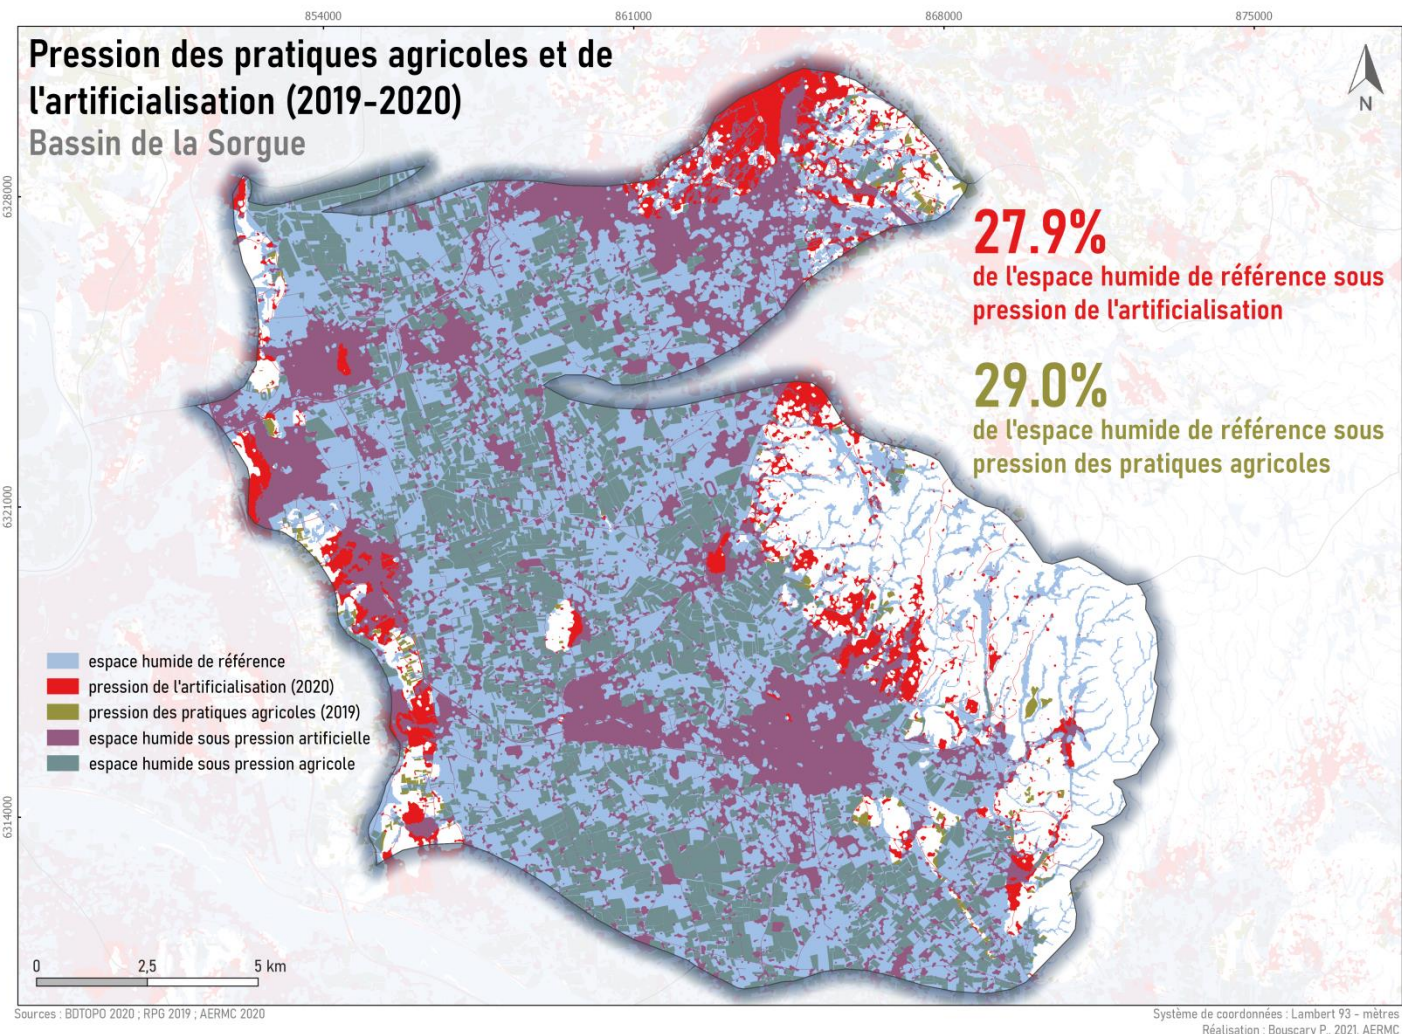 854000
861000
868000
875000
Pression des pratiques agricoles et de
l'artificialisation (2019-2020)
Bassin de la Sorgue
N
6328000
27.9%
de l'espace humide de référence sous
pression de l'artificialisation
29.0%
de l'espace humide de référence sous
pression des pratiques agricoles
6321000
espace humide de référence
pression de l'artificialisation (2020)
pression des pratiques agricoles (2019)
espace humide sous pression artificielle
espace humide sous pression agricole
6314000
0 2,5 5 km
Sources : BDTOPO 2020 ; RPG 2019 ; AERMC 2020
Système de coordonnées : Lambert 93 - mètres
Réalisation : Bouscary P., 2021, AERMC